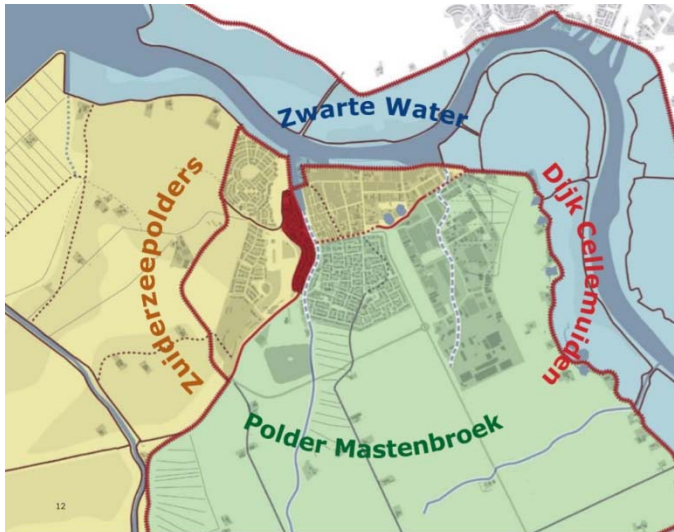 Zwarte Water
Zuiderzeepolders
Dijk Cellemuiden
Polder Mastenbroek
12